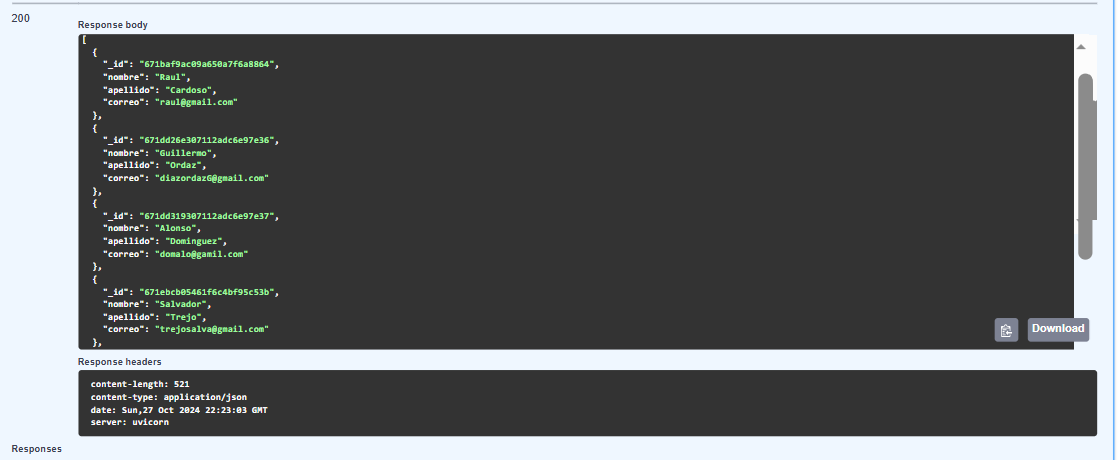 200
Response body
[
  {
    "_id": "671baf9ac09a650a7f6a8864",
    "nombre": "Raul",
    "apellido": "Cardoso",
    "correo": "raul@gmail.com"
  },
  {
    "_id": "671dd26e307112adc6e97e36",
    "nombre": "Guillermo",
    "apellido": "Ordaz",
    "correo": "diazordazG@gmail.com"
  },
  {
    "_id": "671dd319307112adc6e97e37",
    "nombre": "Alonso",
    "apellido": "Dominguez",
    "correo": "domalo@gamil.com"
  },
  {
    "_id": "671ebcb05461f6c4bf95c53b",
    "nombre": "Salvador",
    "apellido": "Trejo",
    "correo": "trejosalva@gmail.com"
  },
Download
Response headers
content-length: 521
content-type: application/json
date: Sun,27 Oct 2024 22:23:03 GMT
server: uvicorn
Responses